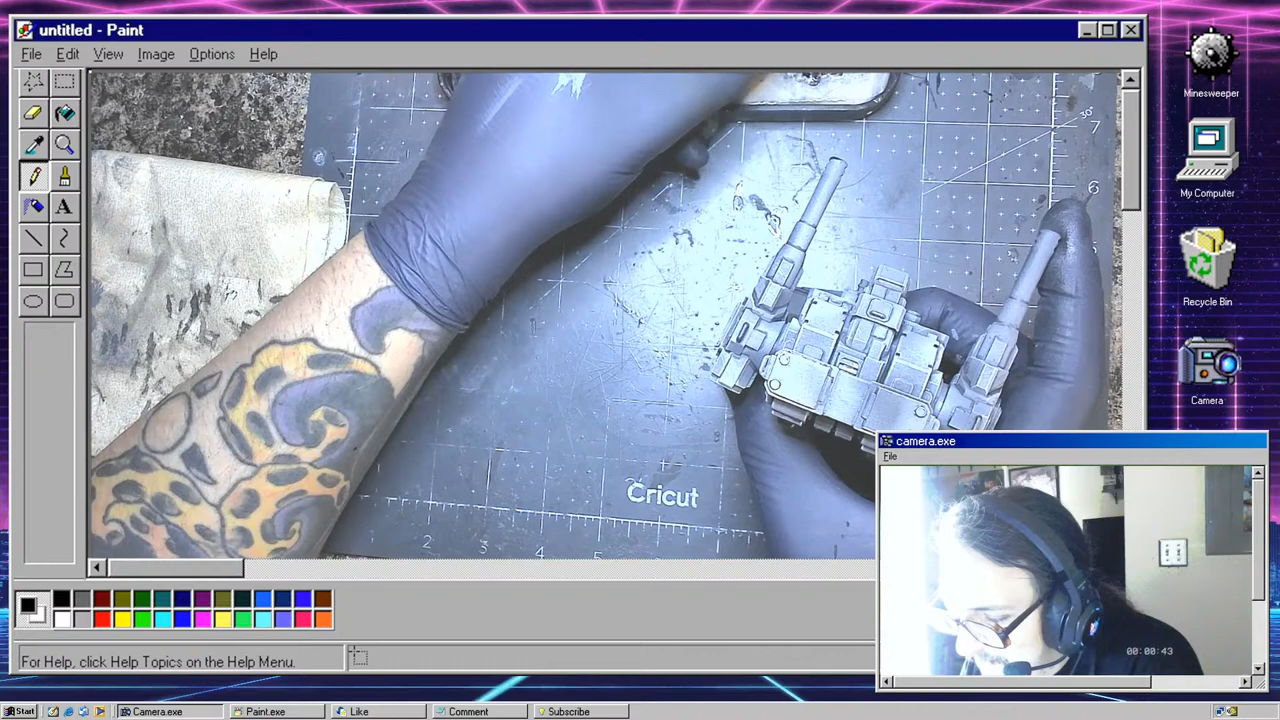 untitled - Paint
File Edit View Image Options Help
Minesweeper
My Computer
Recycle Bin
Camera
30°
7
6
Cricut
2 3 4 5
camera.exe
File
00:00:43
For Help, click Help Topics on the Help Menu.
Start Camera.exe Paint.exe Like Comment Subscribe